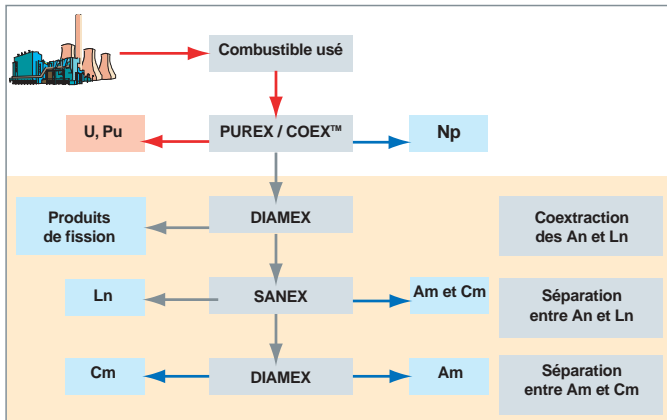 Combustible usé
U, Pu
PUREX / COEX™
Np
Produits
de fission
DIAMEX
Coextraction
des An et Ln
Ln
SANEX
Am et Cm
Séparation
entre An et Ln
Cm
DIAMEX
Am
Séparation
entre Am et Cm